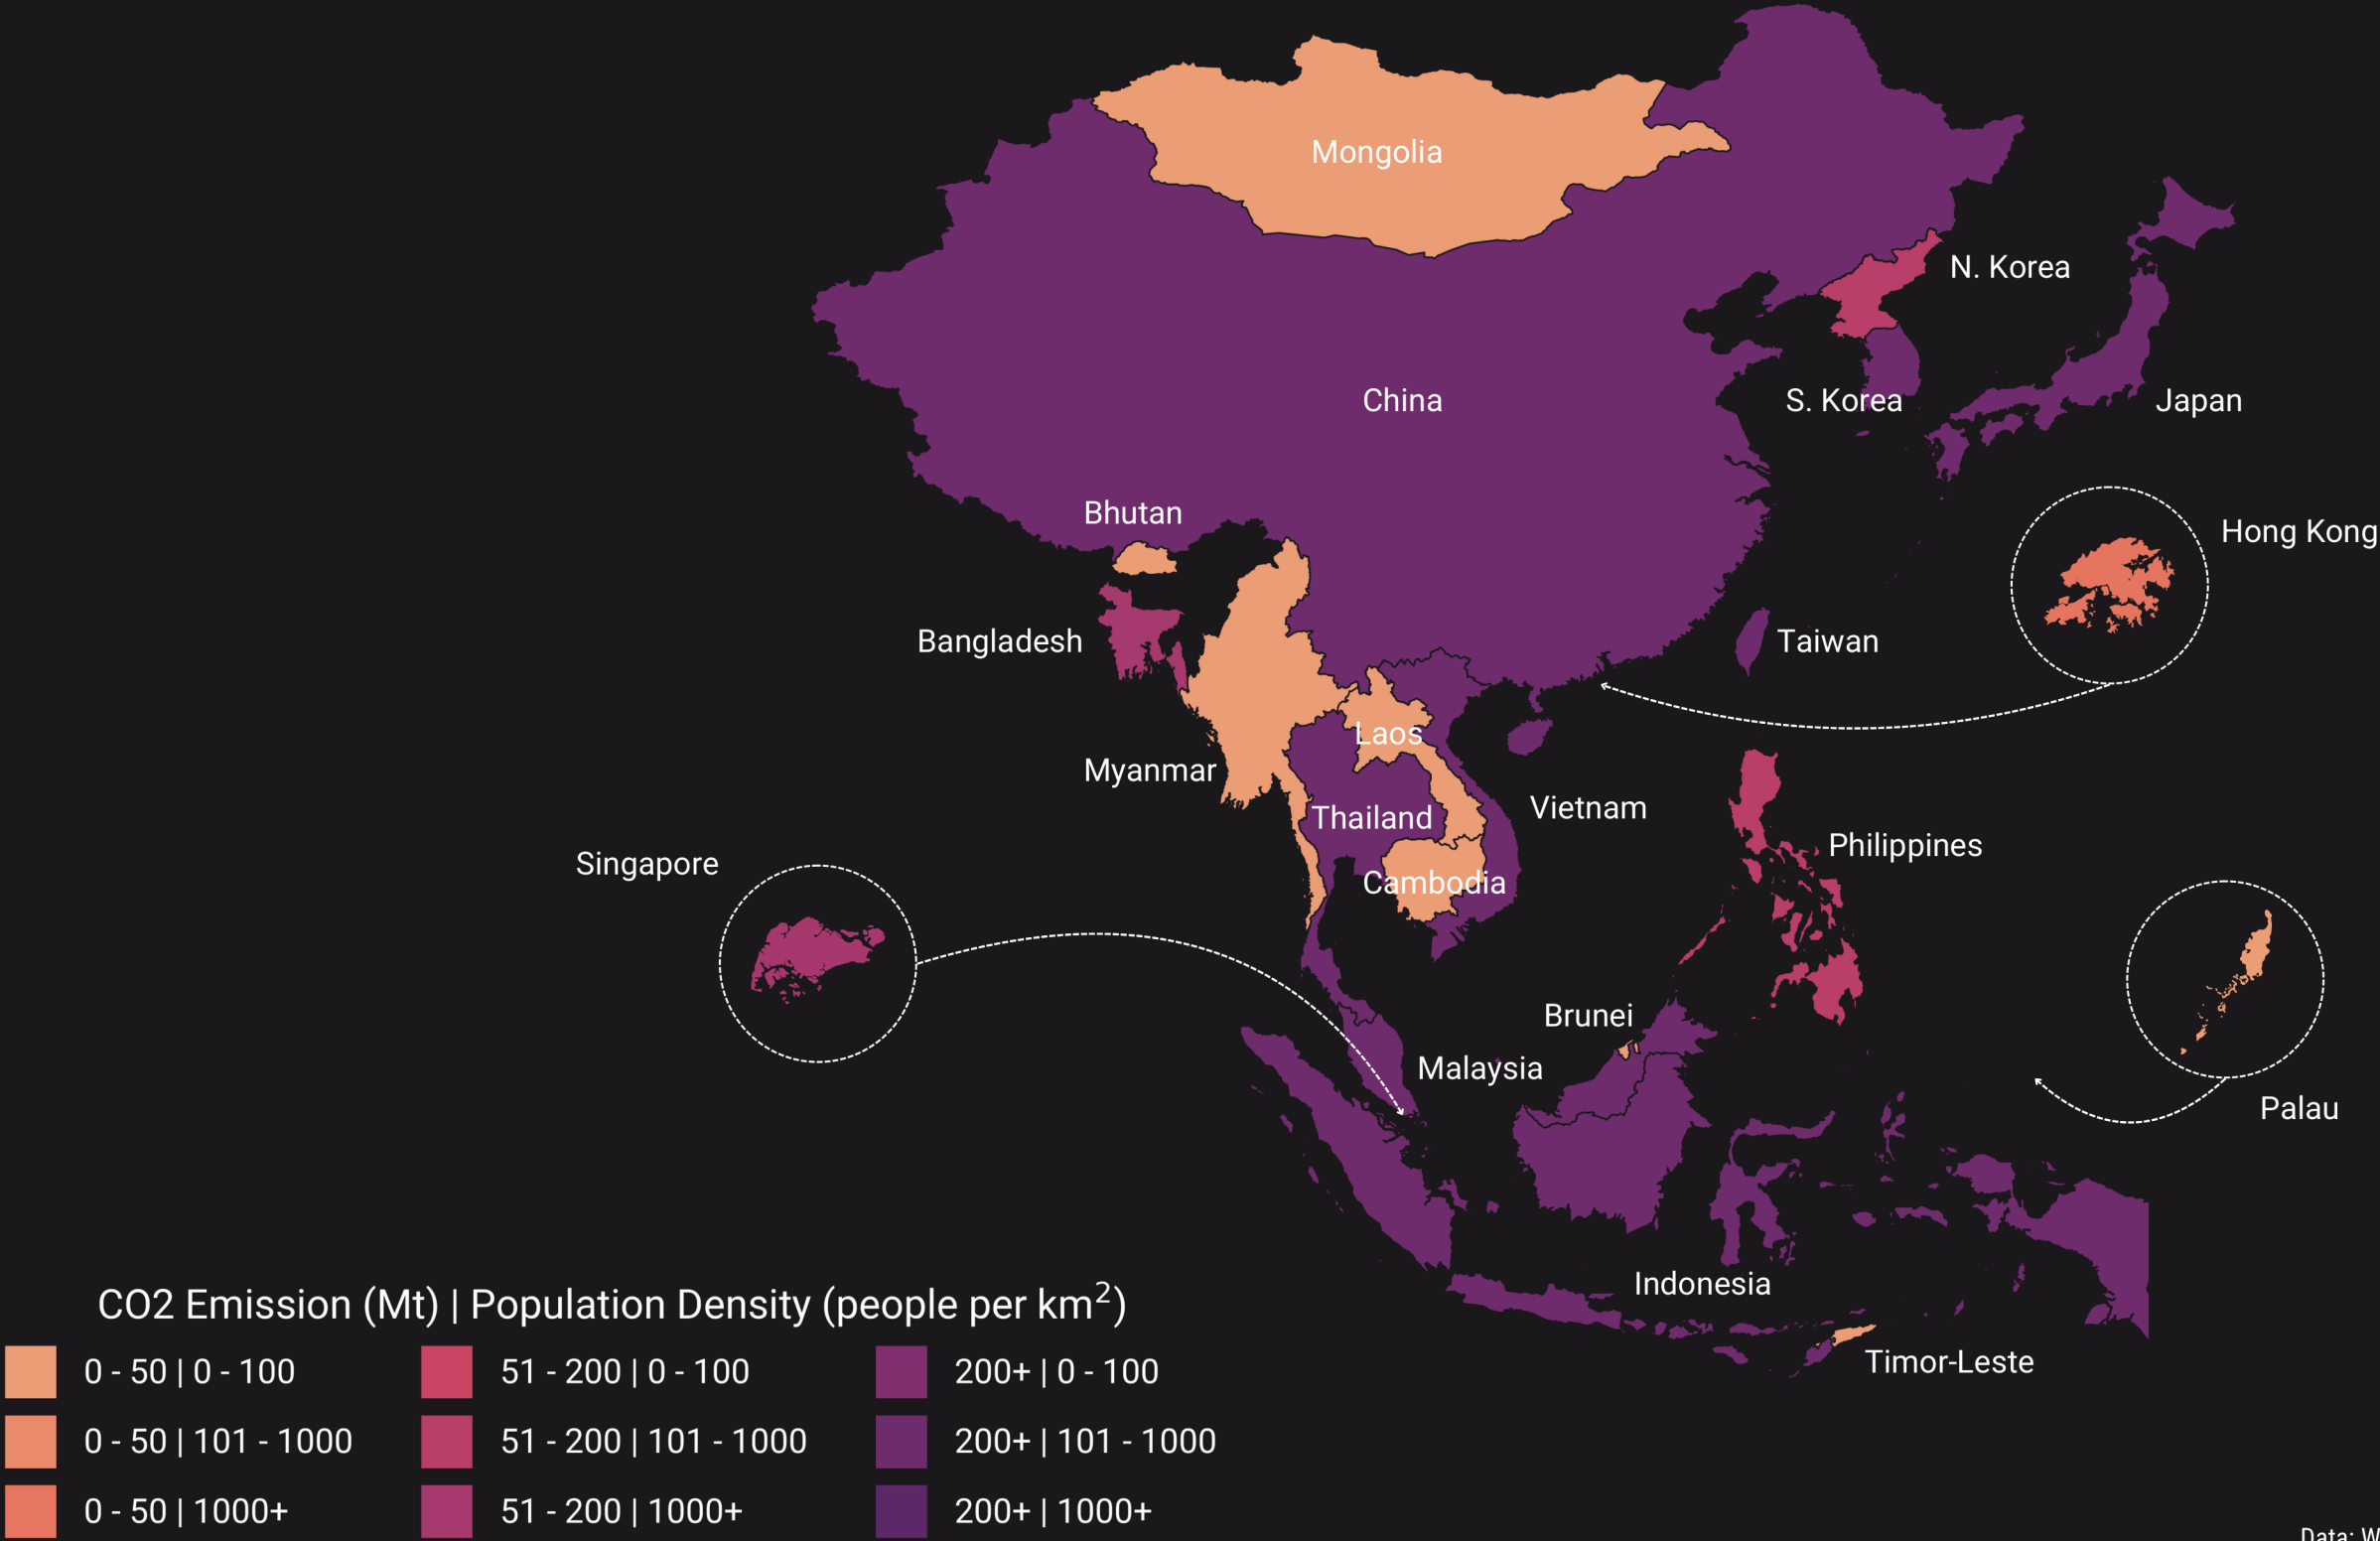 Mongolia
N. Korea
China
S. Korea
Japan
Bhutan
Hong Kong
Bangladesh
Taiwan
Laos
Myanmar
Thailand
Vietnam
Philippines
Singapore
Cambodia
Brunei
Malaysia
Palau
Indonesia
Timor-Leste
CO2 Emission (Mt) | Population Density (people per km²)
0 - 50 | 0 - 100
51 - 200 | 0 - 100
200+ | 0 - 100
0 - 50 | 101 - 1000
51 - 200 | 101 - 1000
200+ | 101 - 1000
0 - 50 | 1000+
51 - 200 | 1000+
200+ | 1000+
Data: